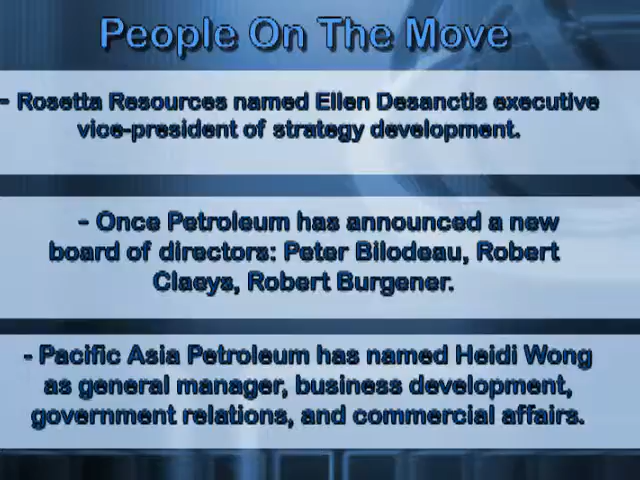 People On The Move
- Rosetta Resources named Ellen Desanctis executive
vice-president of strategy development.
- Once Petroleum has announced a new
board of directors: Peter Bilodeau, Robert
Claeys, Robert Burgener.
- Pacific Asia Petroleum has named Heidi Wong
as general manager, business development,
government relations, and commercial affairs.